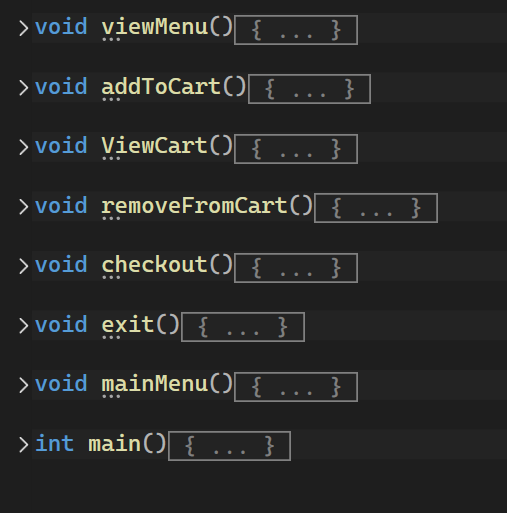 void viewMenu(){ ... }
void addToCart(){ ... }
void ViewCart(){ ... }
void removeFromCart(){ ... }
void checkout(){ ... }
void exit(){ ... }
void mainMenu(){ ... }
int main(){ ... }